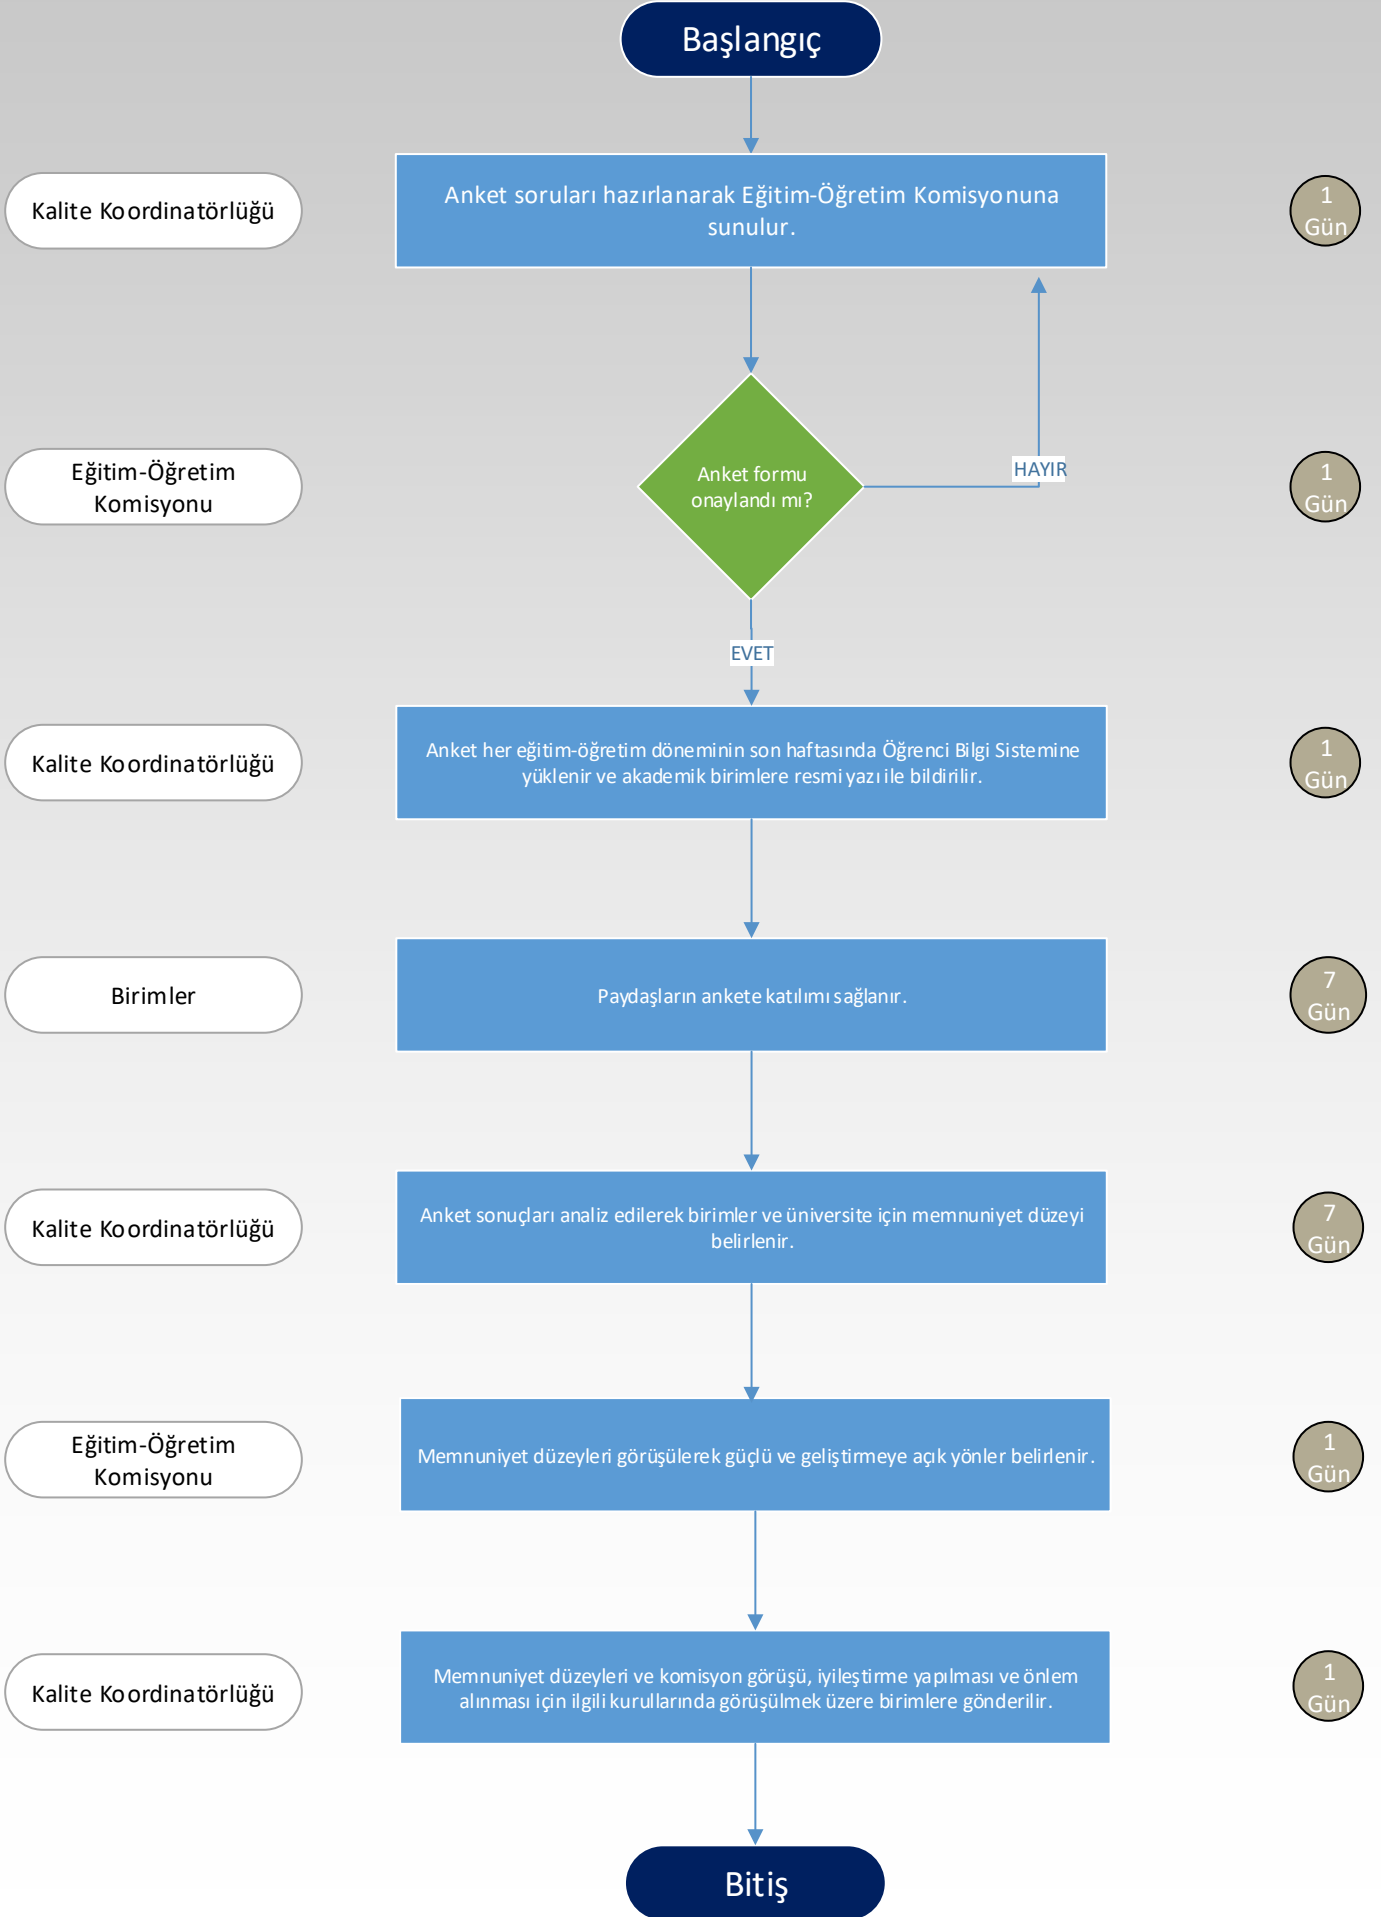 Başlangıç
Kalite Koordinatörlüğü
Anket soruları hazırlanarak Eğitim-Öğretim Komisyonuna
sunulur.
1
Gün
Eğitim-Öğretim
Komisyonu
Anket formu
onaylandı mı?
HAYIR
1
Gün
EVET
Kalite Koordinatörlüğü
Anket her eğitim-öğretim döneminin son haftasında Öğrenci Bilgi Sistemine
yüklenir ve akademik birimlere resmi yazı ile bildirilir.
1
Gün
Birimler
Paydaşların ankete katılımı sağlanır.
7
Gün
Kalite Koordinatörlüğü
Anket sonuçları analiz edilerek birimler ve üniversite için memnuniyet düzeyi
belirlenir.
7
Gün
Eğitim-Öğretim
Komisyonu
Memnuniyet düzeyleri görüşülerek güçlü ve geliştirmeye açık yönler belirlenir.
1
Gün
Kalite Koordinatörlüğü
Memnuniyet düzeyleri ve komisyon görüşü, iyileştirme yapılması ve önlem
alınması için ilgili kurullarında görüşülmek üzere birimlere gönderilir.
1
Gün
Bitiş